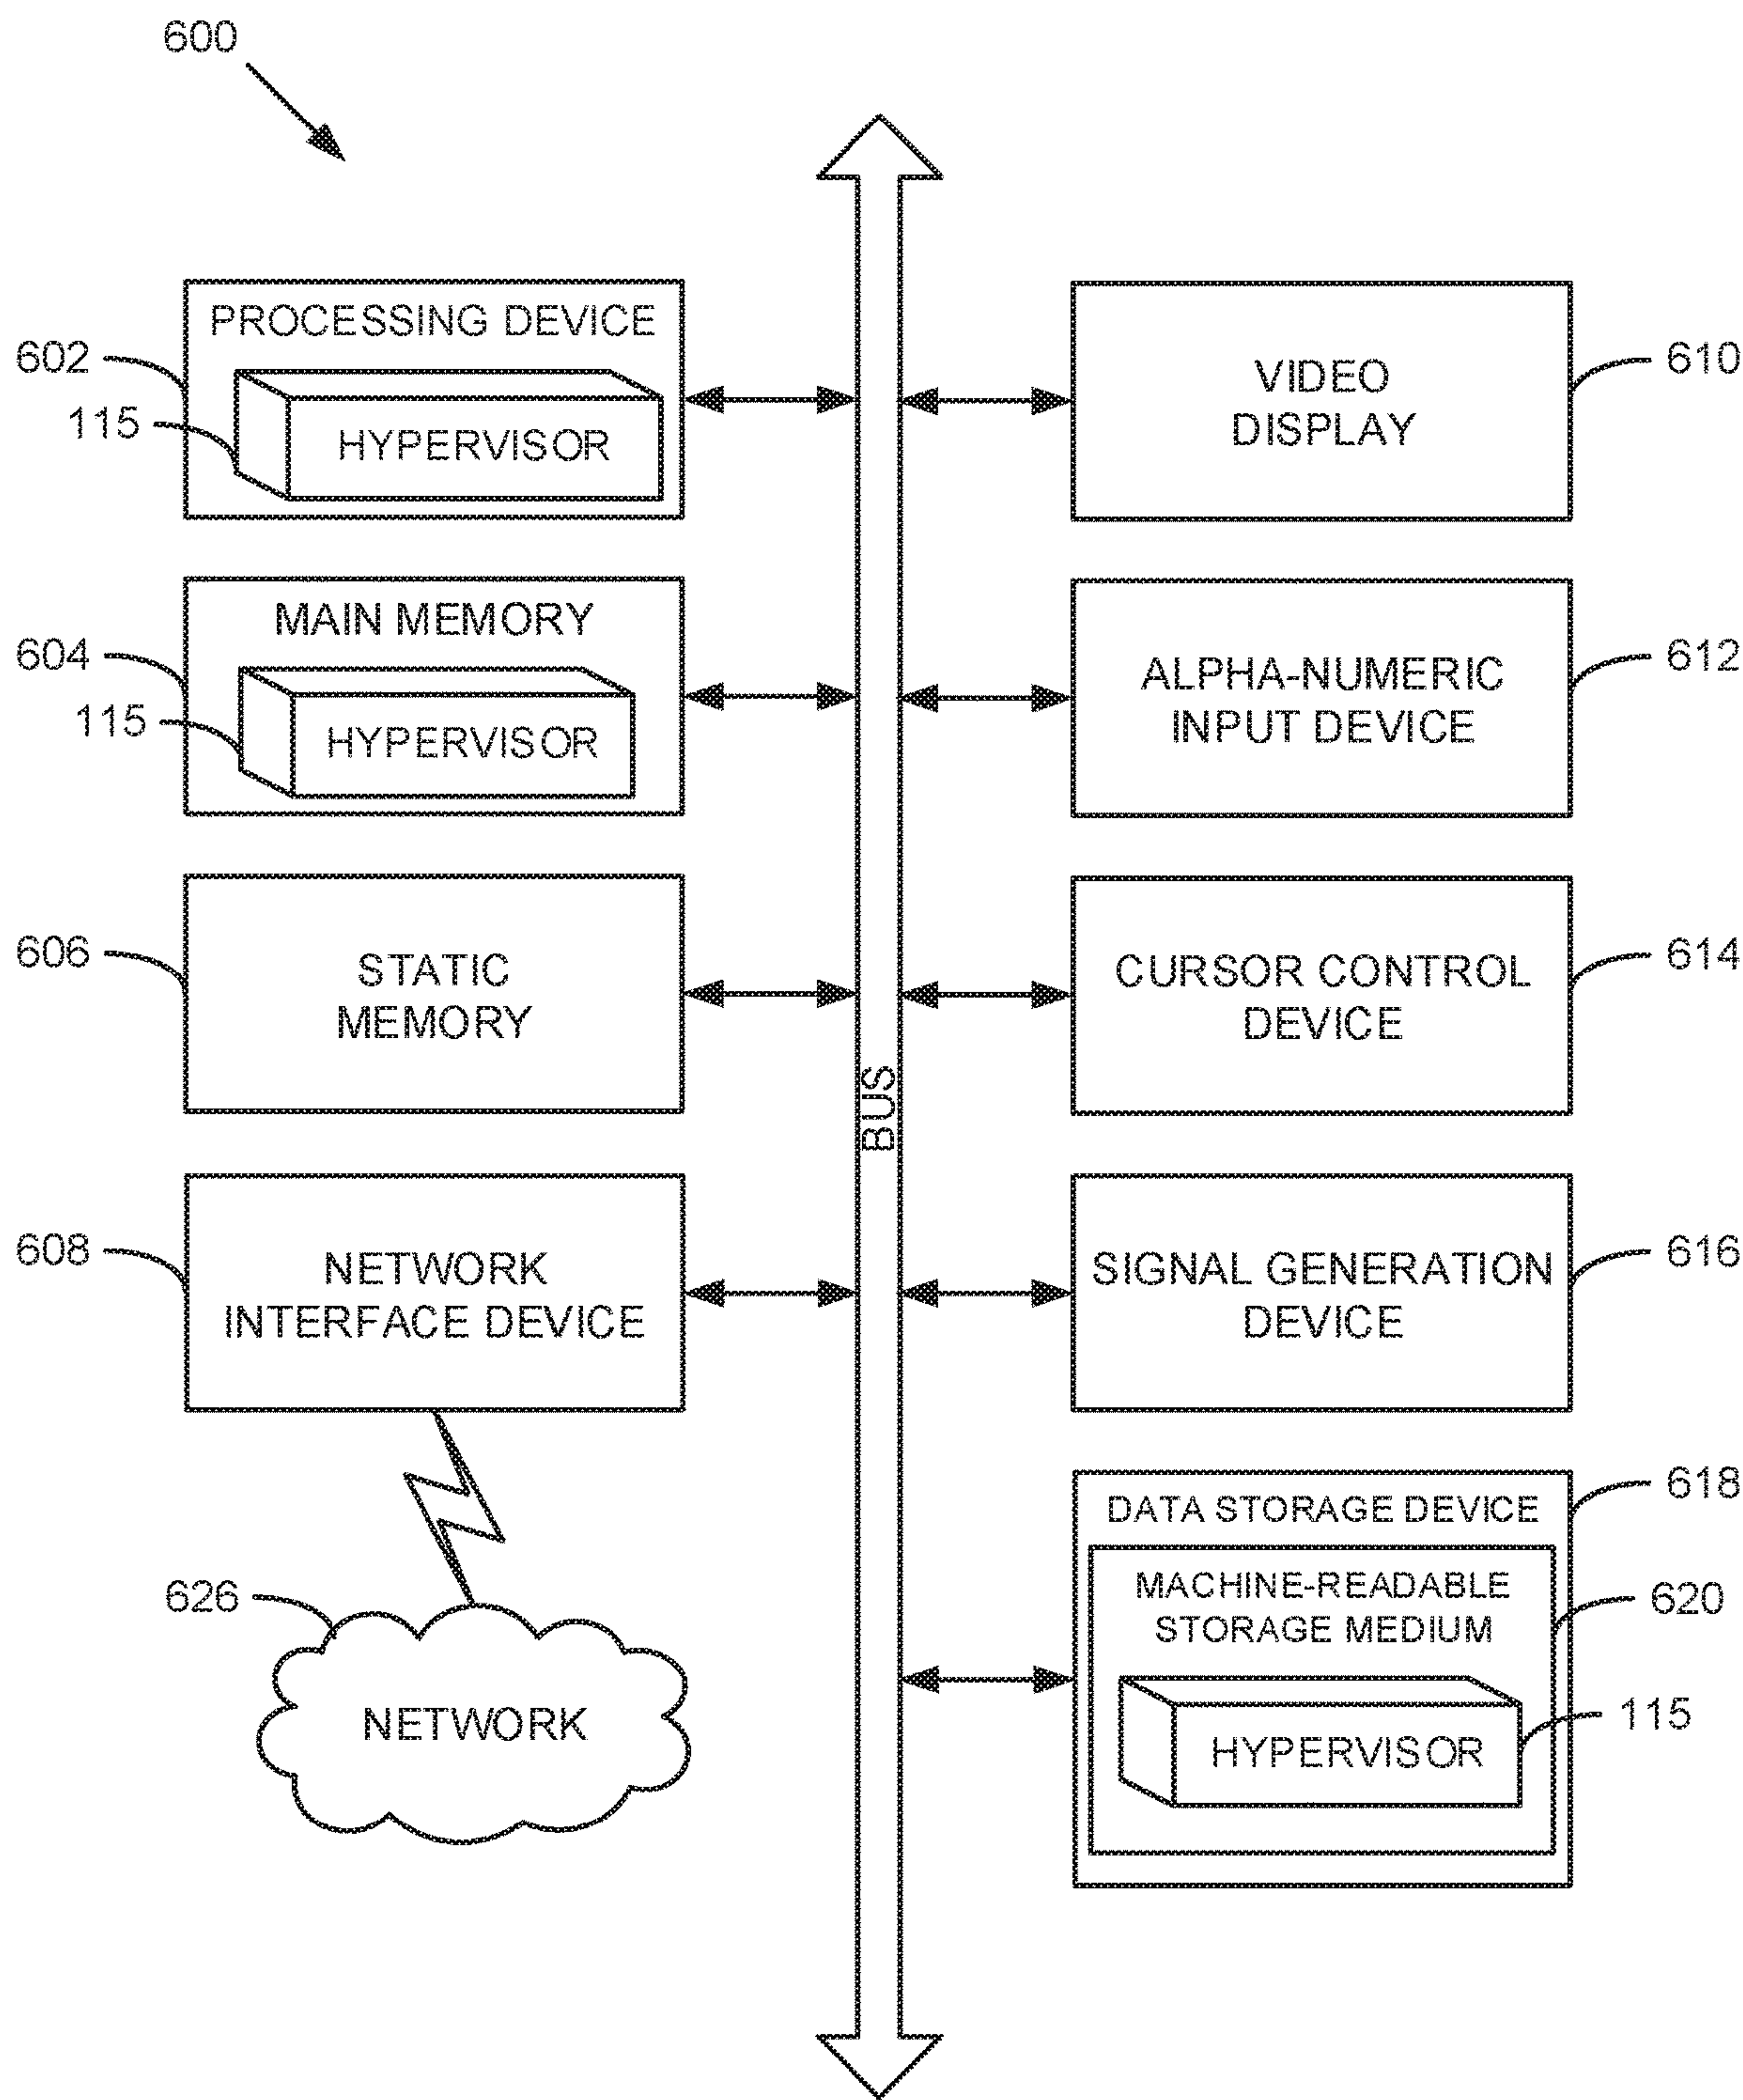 600
PROCESSING DEVICE
602
115
HYPERVISOR
MAIN MEMORY
604
115
HYPERVISOR
606
STATIC
MEMORY
608
NETWORK
INTERFACE DEVICE
626
NETWORK
BUS
VIDEO
DISPLAY
610
ALPHA-NUMERIC
INPUT DEVICE
612
CURSOR CONTROL
DEVICE
614
SIGNAL GENERATION
DEVICE
616
618
DATA STORAGE DEVICE
MACHINE-READABLE
STORAGE MEDIUM
620
HYPERVISOR
115